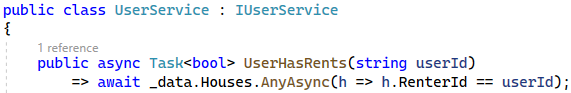 public class UserService : IUserService
{
1 reference
public async Task<bool> UserHasRents(string userId)
=> await _data.Houses.AnyAsync(h => h.RenterId == userId);